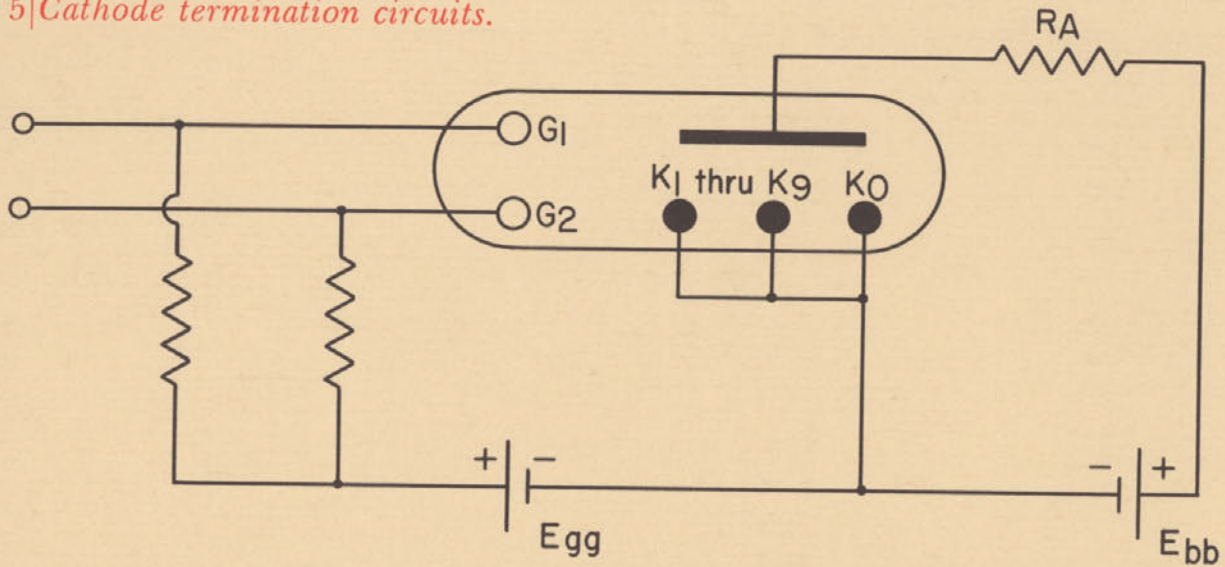 5|Cathode termination circuits.
RA
G1
K1 thru K9 K0
G2
+ -
- +
Egg
Ebb